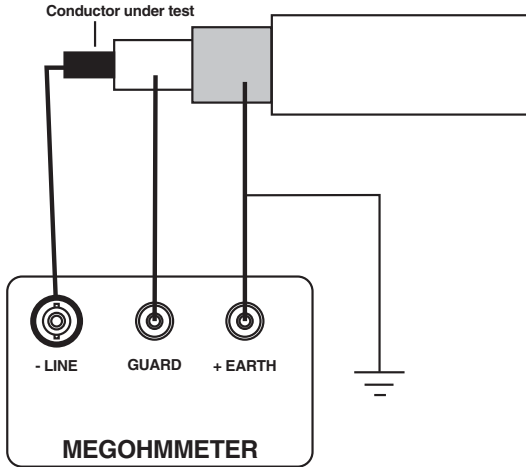 Conductor under test
- LINE
GUARD
+ EARTH
MEGOHMMETER